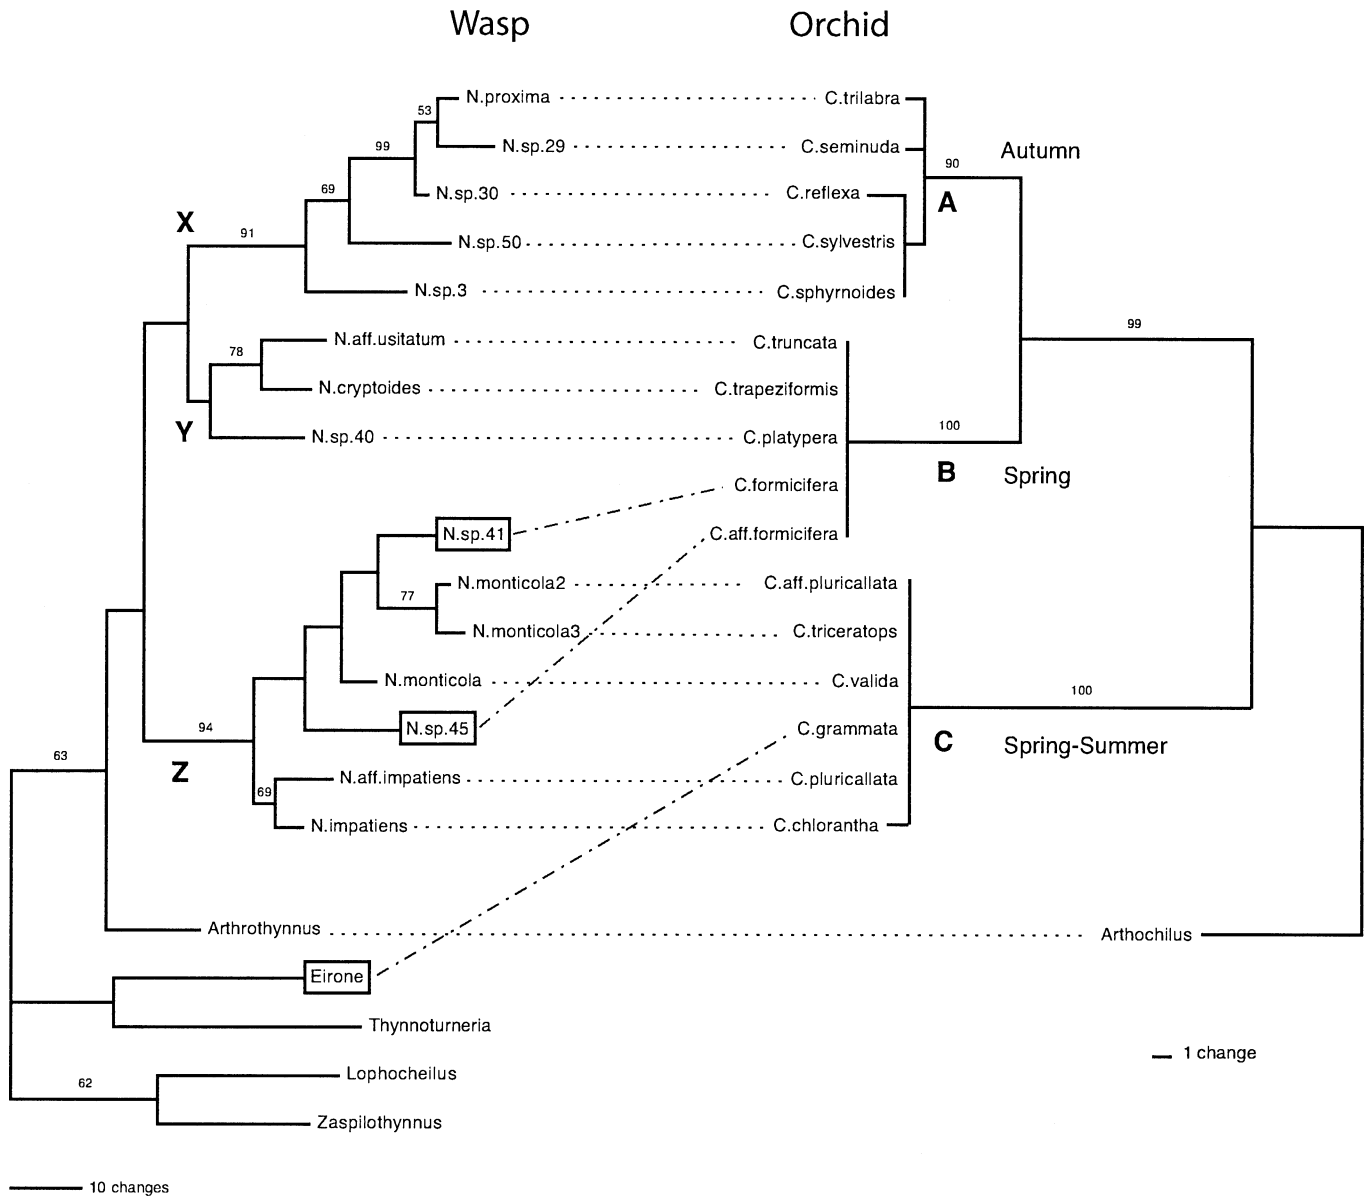 Wasp Orchid
N.proxima C.trilabra
53
N.sp.29 C.seminuda
Autumn
99
90
69
N.sp.30 C.reflexa
A
X
91
N.sp.50 C.sylvestris
N.sp.3 C.sphyrnoides
99
N.aff.usitatum C.truncata
78
N.cryptoides C.trapeziformis
100
Y
N.sp.40 C.platypera
B Spring
C.formicifera
N.sp.41 C.aff.formicifera
N.monticola2 C.aff.pluricallata
77
N.monticola3 C.triceratops
N.monticola C.valida
100
94
N.sp.45 C.grammata
C Spring-Summer
63
Z
N.aff.impatiens C.pluricallata
69
N.impatiens C.chlorantha
Arthrothynnus Arthochilus
Eirone
Thynnoturneria
1 change
Lophocheilus
62
Zaspilothynnus
10 changes